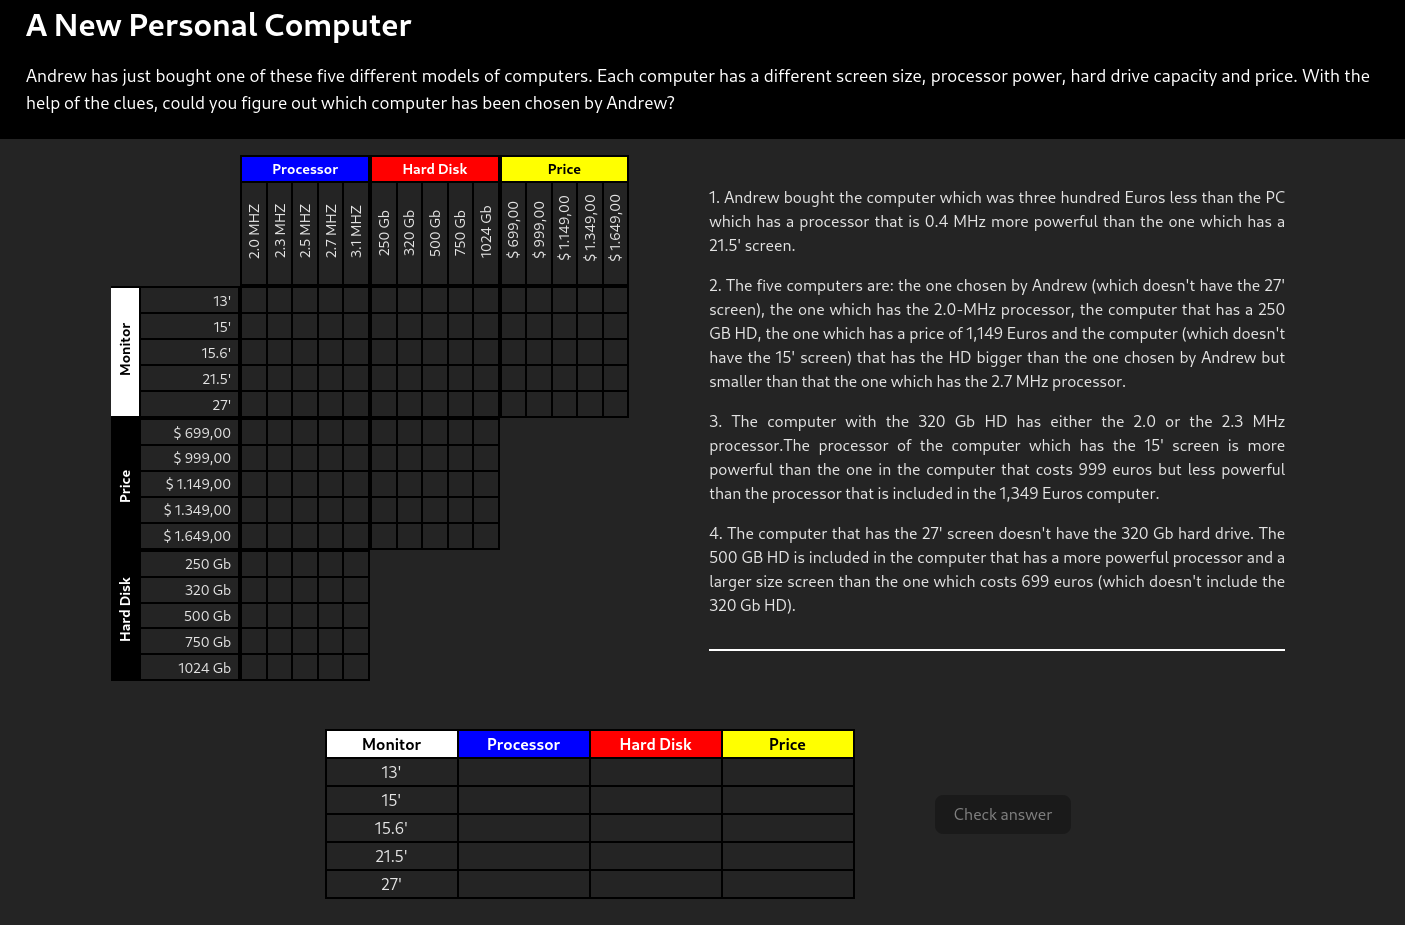 A New Personal Computer
Andrew has just bought one of these five different models of computers. Each computer has a different screen size, processor power, hard drive capacity and price. With the
help of the clues, could you figure out which computer has been chosen by Andrew?
Processor Hard Disk Price
2.0 MHZ 2.3 MHZ 2.5 MHZ 2.7 MHZ 3.1 MHZ 250 Gb 320 Gb 500 Gb 750 Gb 1024 Gb $ 699,00 $ 999,00 $ 1.149,00 $ 1.349,00 $ 1.649,00
Monitor
13'
15'
15.6'
21.5'
27'
Price
$ 699,00
$ 999,00
$ 1.149,00
$ 1.349,00
$ 1.649,00
Hard Disk
250 Gb
320 Gb
500 Gb
750 Gb
1024 Gb
1. Andrew bought the computer which was three hundred Euros less than the PC
which has a processor that is 0.4 MHz more powerful than the one which has a
21.5' screen.
2. The five computers are: the one chosen by Andrew (which doesn't have the 27'
screen), the one which has the 2.0-MHz processor, the computer that has a 250
GB HD, the one which has a price of 1,149 Euros and the computer (which doesn't
have the 15' screen) that has the HD bigger than the one chosen by Andrew but
smaller than that the one which has the 2.7 MHz processor.
3. The computer with the 320 Gb HD has either the 2.0 or the 2.3 MHz
processor.The processor of the computer which has the 15' screen is more
powerful than the one in the computer that costs 999 euros but less powerful
than the processor that is included in the 1,349 Euros computer.
4. The computer that has the 27' screen doesn't have the 320 Gb hard drive. The
500 GB HD is included in the computer that has a more powerful processor and a
larger size screen than the one which costs 699 euros (which doesn't include the
320 Gb HD).
Monitor Processor Hard Disk Price
13'
15'
15.6'
21.5'
27'
Check answer